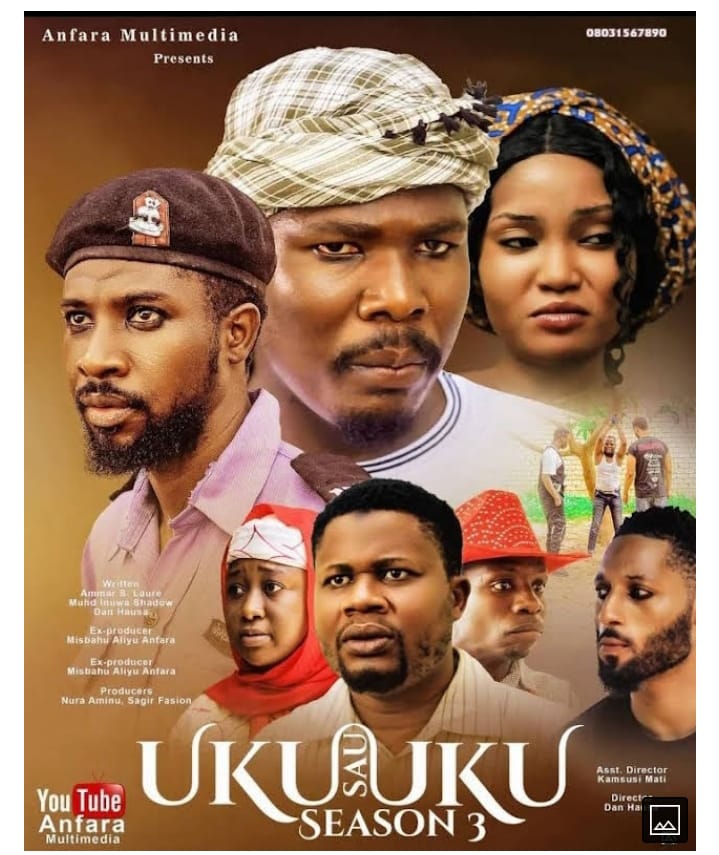 Anfara Multimedia
Presents
08031567890
Written
Ammar S. Laure
Muhd Inuwa Shadow
Dan Hausa
Ex-producer
Misbahu Aliyu Anfara
Ex-producer
Misbahu Aliyu Anfara
Producers
Nura Aminu, Sagir Fasion
UKU SAU UKU
SEASON 3
YouTube
Anfara
Multimedia
Asst. Director
Kamsusi Mati
Director
Dan